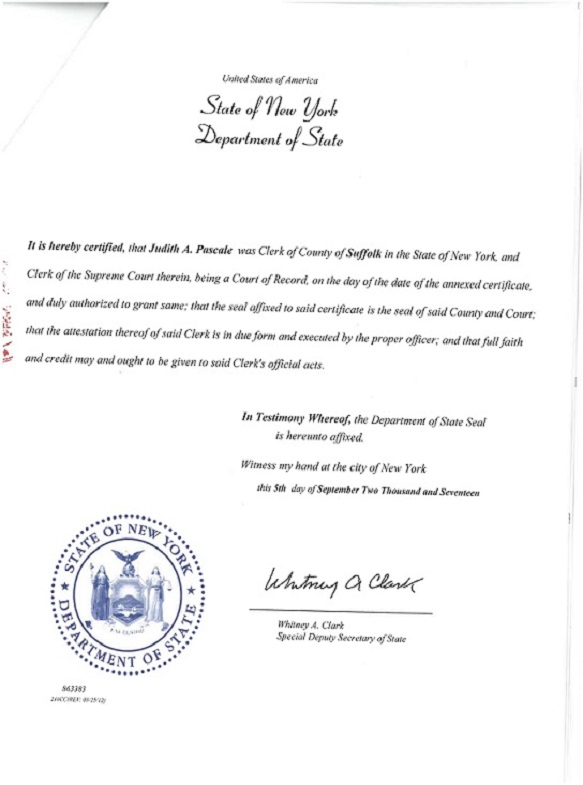 United States of America
State of New York
Department of State
It is hereby certified, that Judith A. Pascale was Clerk of County of Suffolk in the State of New York, and
Clerk of the Supreme Court therein, being a Court of Record, on the day of the date of the annexed certificate,
and duly authorized to grant same; that the seal affixed to said certificate is the seal of said County and Court;
that the attestation thereof of said Clerk is in due form and executed by the proper officer; and that full faith
and credit may and ought to be given to said Clerk's official acts.
In Testimony Whereof, the Department of State Seal
is hereunto affixed.
Witness my hand at the city of New York
this 5th day of September Two Thousand and Seventeen
STATE OF NEW YORK
DEPARTMENT OF STATE
Whitney A Clark
Whitney A. Clark
Special Deputy Secretary of State
863383